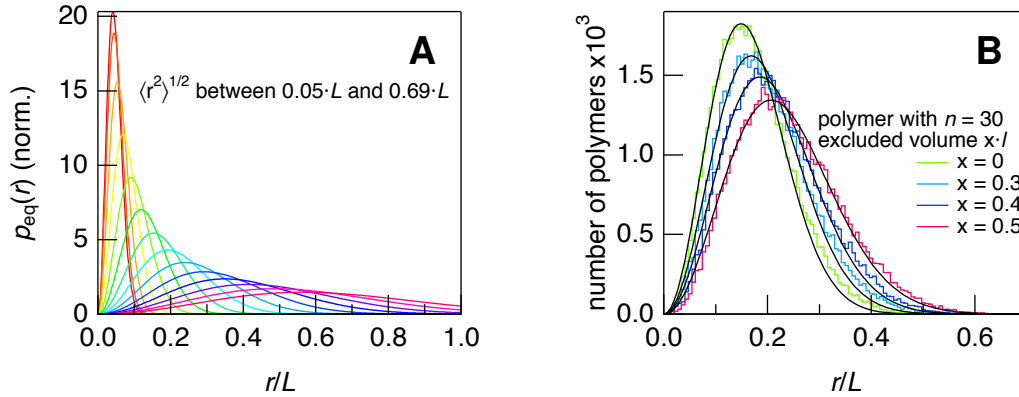 A
⟨r²⟩¹ᐟ² between 0.05·L and 0.69·L
p_eq(r) (norm.)
20
15
10
5
0
0.0 0.2 0.4 0.6 0.8 1.0
r/L
B
number of polymers x10³
1.5
1.0
0.5
0.0
polymer with n = 30
excluded volume x·l
x = 0
x = 0.3
x = 0.4
x = 0.5
0.0 0.2 0.4 0.6
r/L